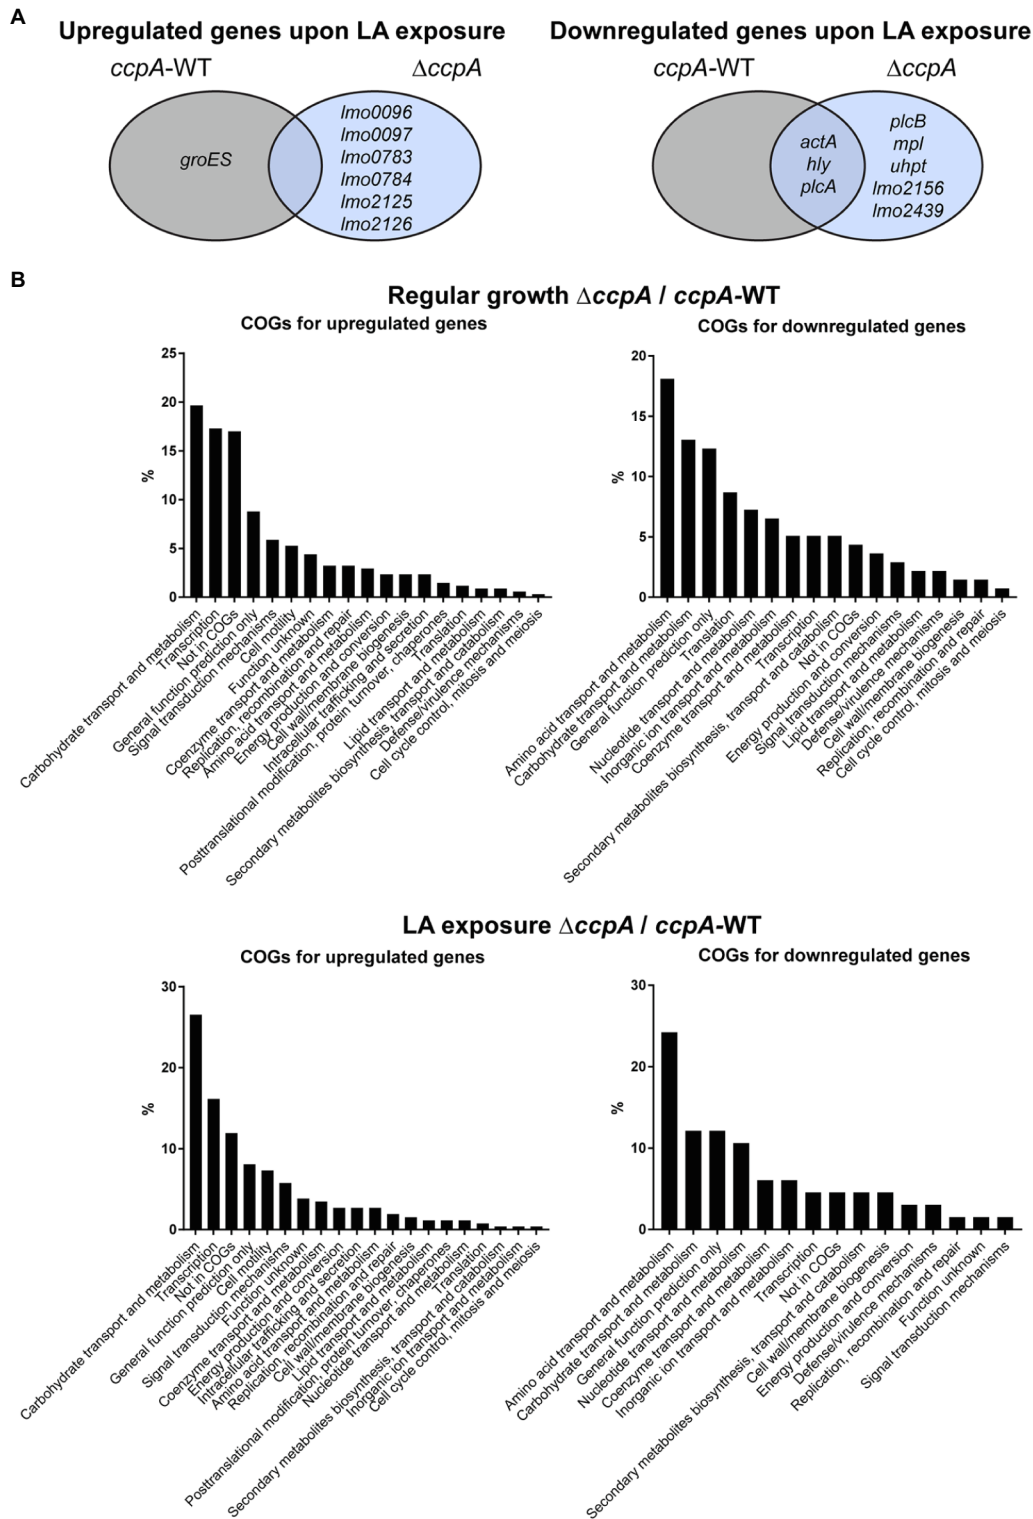 A
Upregulated genes upon LA exposure
ccpA-WT
ΔccpA
groES
lmo0096
lmo0097
lmo0783
lmo0784
lmo2125
lmo2126
Downregulated genes upon LA exposure
ccpA-WT
ΔccpA
actA
hly
plcA
plcB
mpl
uhpt
lmo2156
lmo2439
B
Regular growth ΔccpA / ccpA-WT
COGs for upregulated genes
25
20
15
10
5
0
%
Carbohydrate transport and metabolism
Transcription
Not in COGs
General function prediction only
Signal transduction mechanisms
Cell motility
Function unknown
Coenzyme transport and metabolism
Replication, recombination and repair
Amino acid transport and metabolism
Energy production and conversion
Cell wall/membrane biogenesis
Intracellular trafficking and secretion
Posttranslational modification, protein turnover, chaperones
Translation
Lipid transport and metabolism
Secondary metabolites biosynthesis, transport and catabolism
Defense/virulence mechanisms
Cell cycle control, mitosis and meiosis
COGs for downregulated genes
20
15
10
5
0
%
Amino acid transport and metabolism
Carbohydrate transport and metabolism
General function prediction only
Translation
Nucleotide transport and metabolism
Inorganic ion transport and metabolism
Coenzyme transport and metabolism
Transcription
Secondary metabolites biosynthesis, transport and catabolism
Not in COGs
Energy production and conversion
Signal transduction mechanisms
Lipid transport and metabolism
Defense/virulence mechanisms
Cell wall/membrane biogenesis
Replication, recombination and repair
Cell cycle control, mitosis and meiosis
LA exposure ΔccpA / ccpA-WT
COGs for upregulated genes
30
20
10
0
%
Carbohydrate transport and metabolism
Transcription
Not in COGs
General function prediction only
Cell motility
Signal transduction mechanisms
Function unknown
Coenzyme transport and metabolism
Energy production and conversion
Intracellular trafficking and secretion
Amino acid transport and metabolism
Replication, recombination and repair
Cell wall/membrane biogenesis
Lipid transport and metabolism
Posttranslational modification, protein turnover, chaperones
Nucleotide transport and metabolism
Translation
Secondary metabolites biosynthesis, transport and catabolism
Inorganic ion transport and metabolism
Cell cycle control, mitosis and meiosis
COGs for downregulated genes
30
20
10
0
%
Amino acid transport and metabolism
Carbohydrate transport and metabolism
General function prediction only
Nucleotide transport and metabolism
Coenzyme transport and metabolism
Inorganic ion transport and metabolism
Transcription
Not in COGs
Secondary metabolites biosynthesis, transport and catabolism
Cell wall/membrane biogenesis
Energy production and conversion
Defense/virulence mechanisms
Replication, recombination and repair
Function unknown
Signal transduction mechanisms